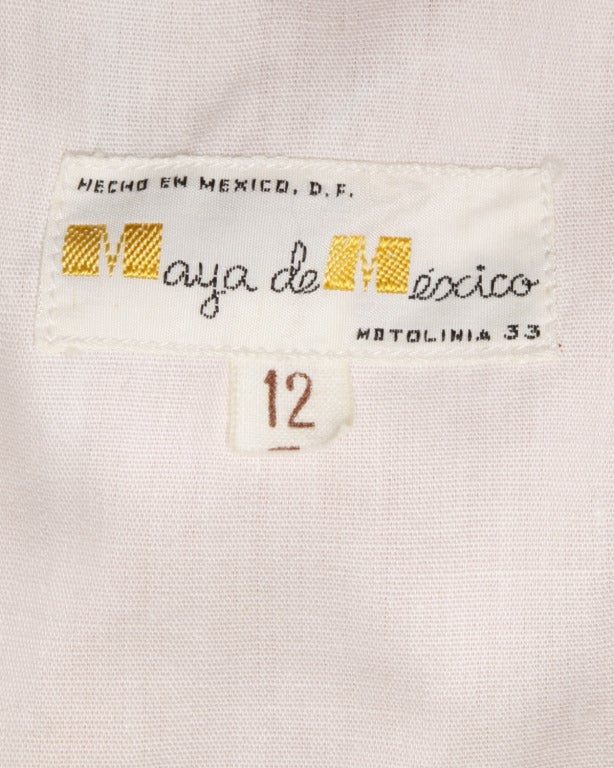 HECHO EN MEXICO, D.F.
Maya de México
MOTOLINIA 33
12